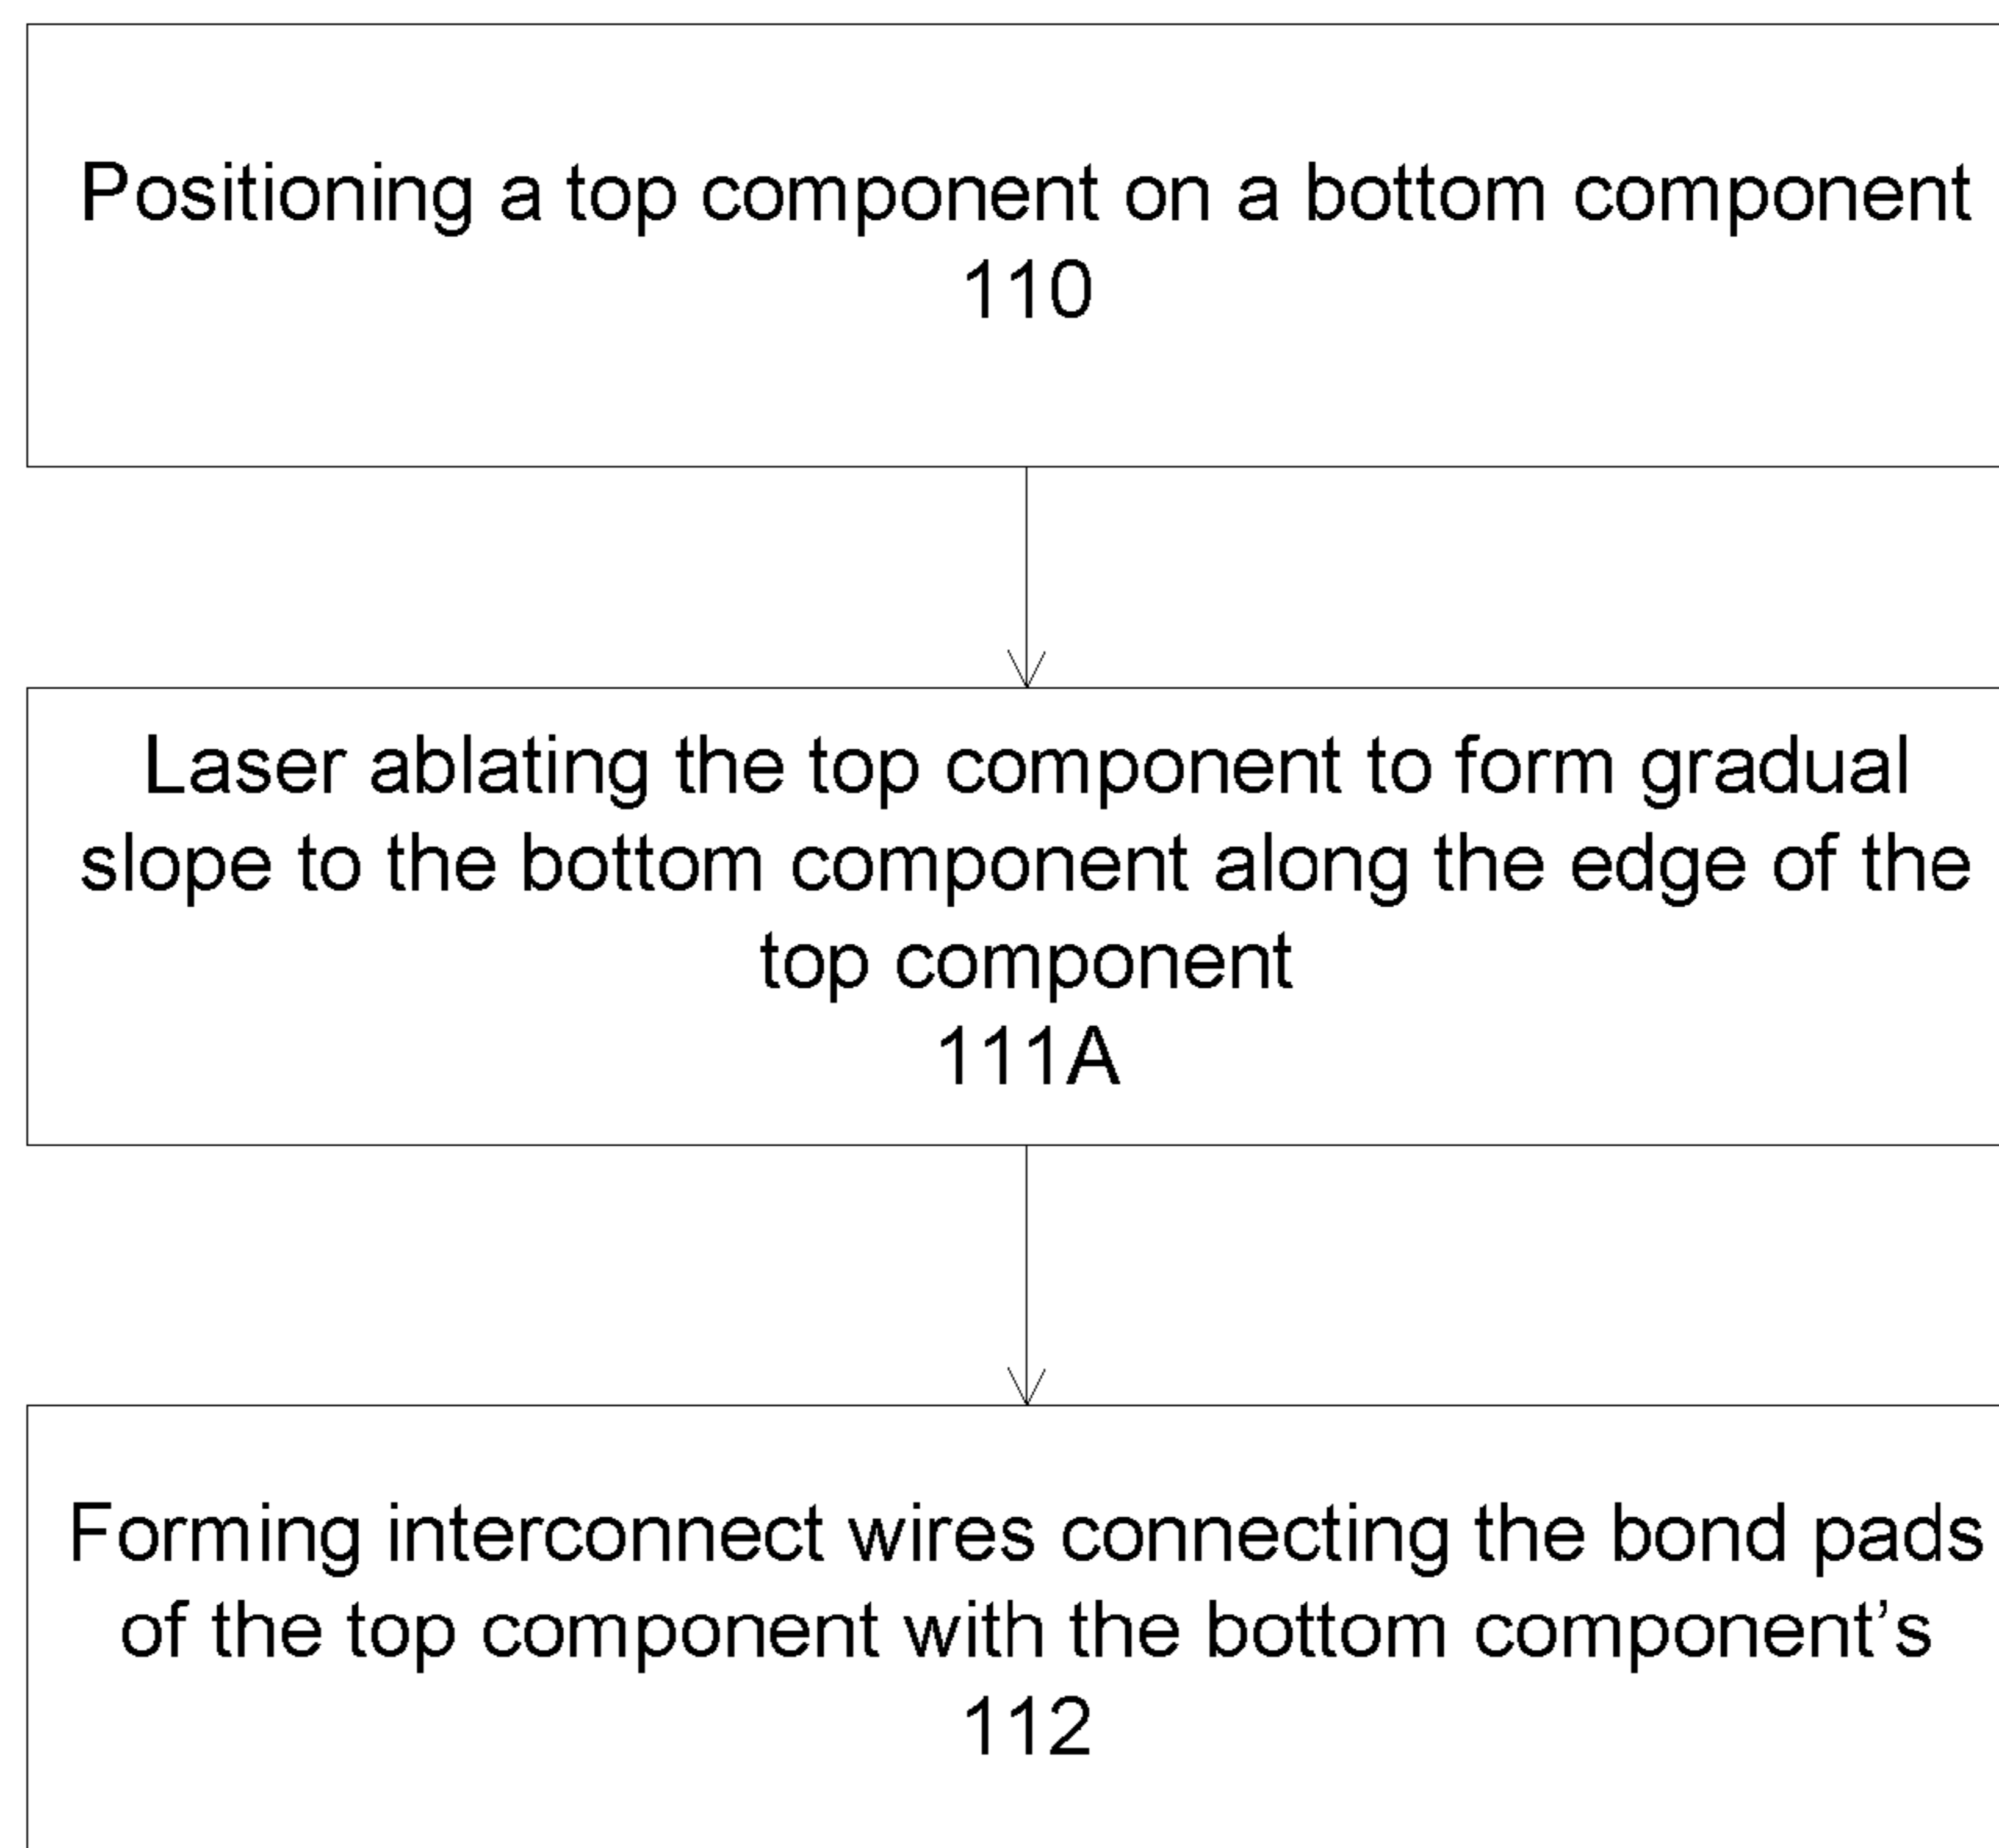 Positioning a top component on a bottom component
110
Laser ablating the top component to form gradual
slope to the bottom component along the edge of the
top component
111A
Forming interconnect wires connecting the bond pads
of the top component with the bottom component’s
112